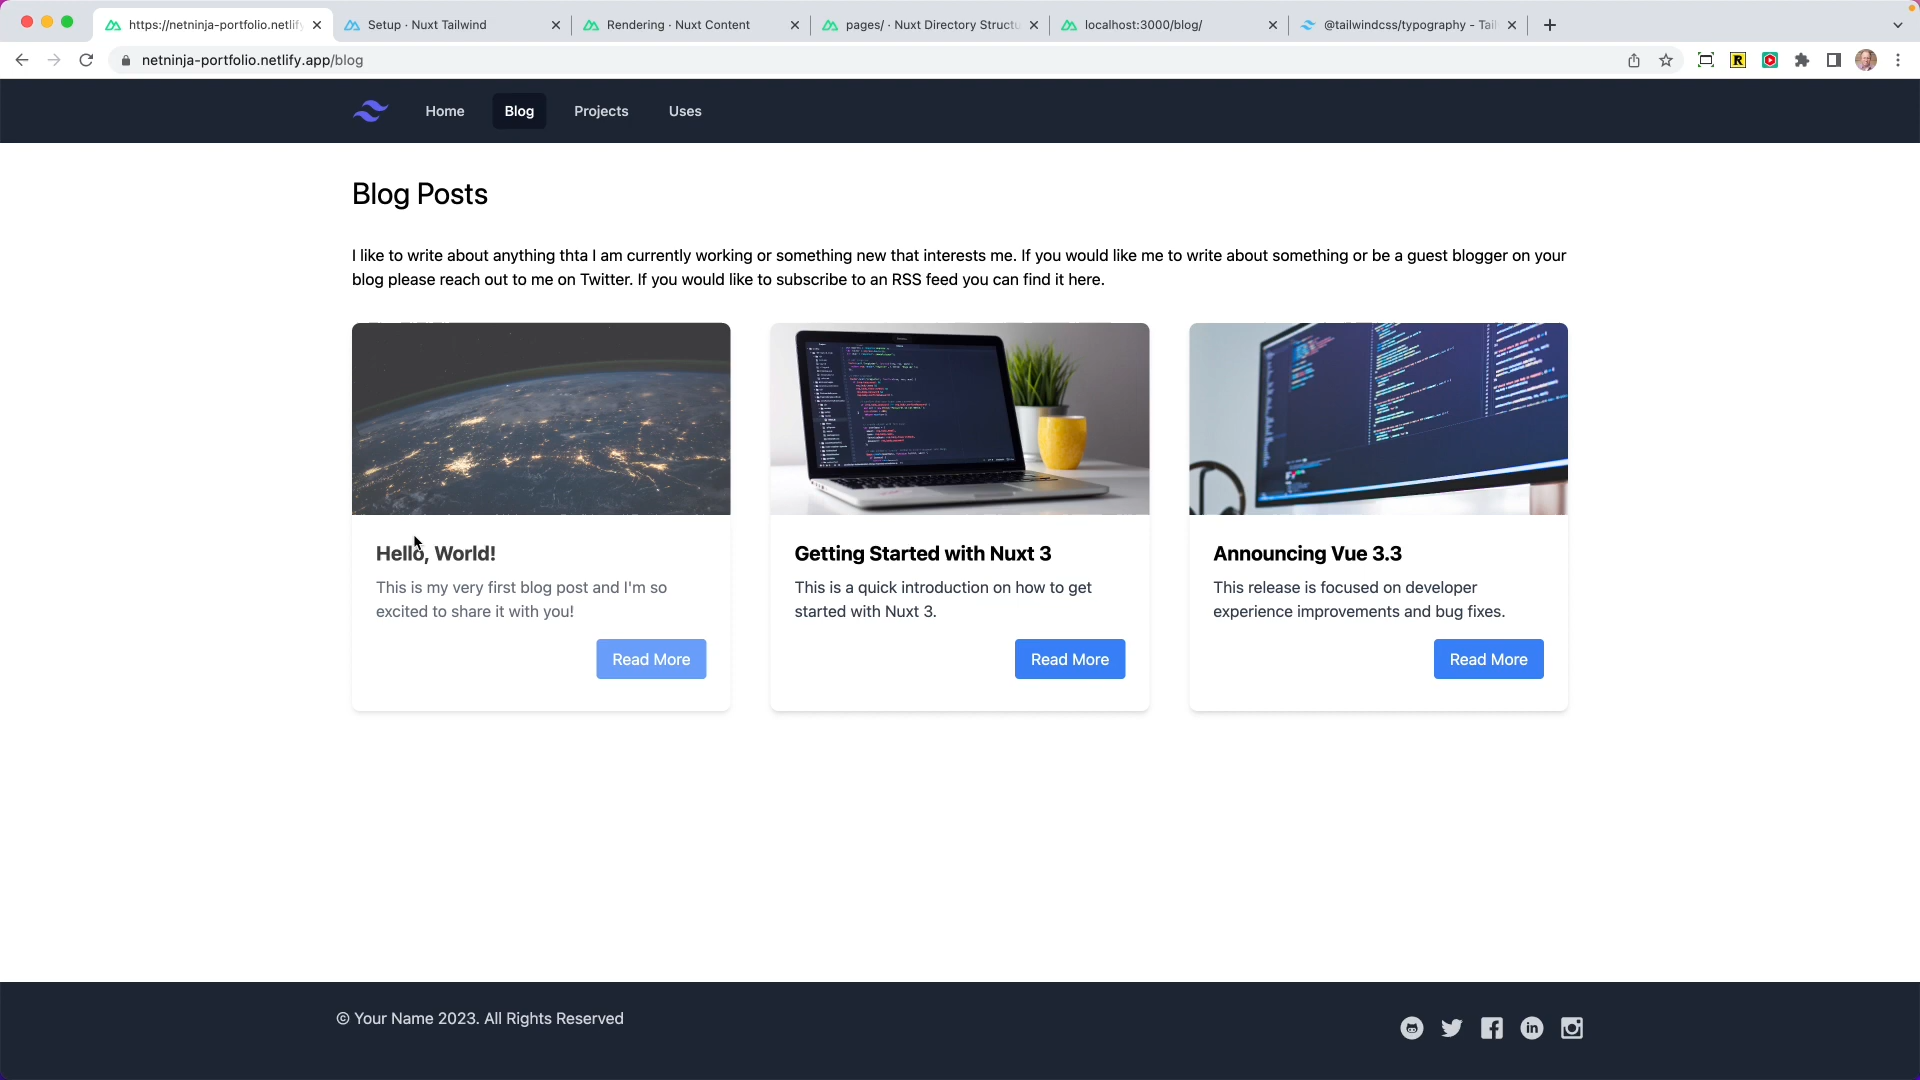 https://netninja-portfolio.netlify
Setup · Nuxt Tailwind
Rendering · Nuxt Content
pages/ · Nuxt Directory Structu
localhost:3000/blog/
@tailwindcss/typography - Tail
netninja-portfolio.netlify.app/blog
Home
Blog
Projects
Uses
Blog Posts
I like to write about anything thta I am currently working or something new that interests me. If you would like me to write about something or be a guest blogger on your
blog please reach out to me on Twitter. If you would like to subscribe to an RSS feed you can find it here.
Hello, World!
This is my very first blog post and I'm so
excited to share it with you!
Read More
Getting Started with Nuxt 3
This is a quick introduction on how to get
started with Nuxt 3.
Read More
Announcing Vue 3.3
This release is focused on developer
experience improvements and bug fixes.
Read More
© Your Name 2023. All Rights Reserved